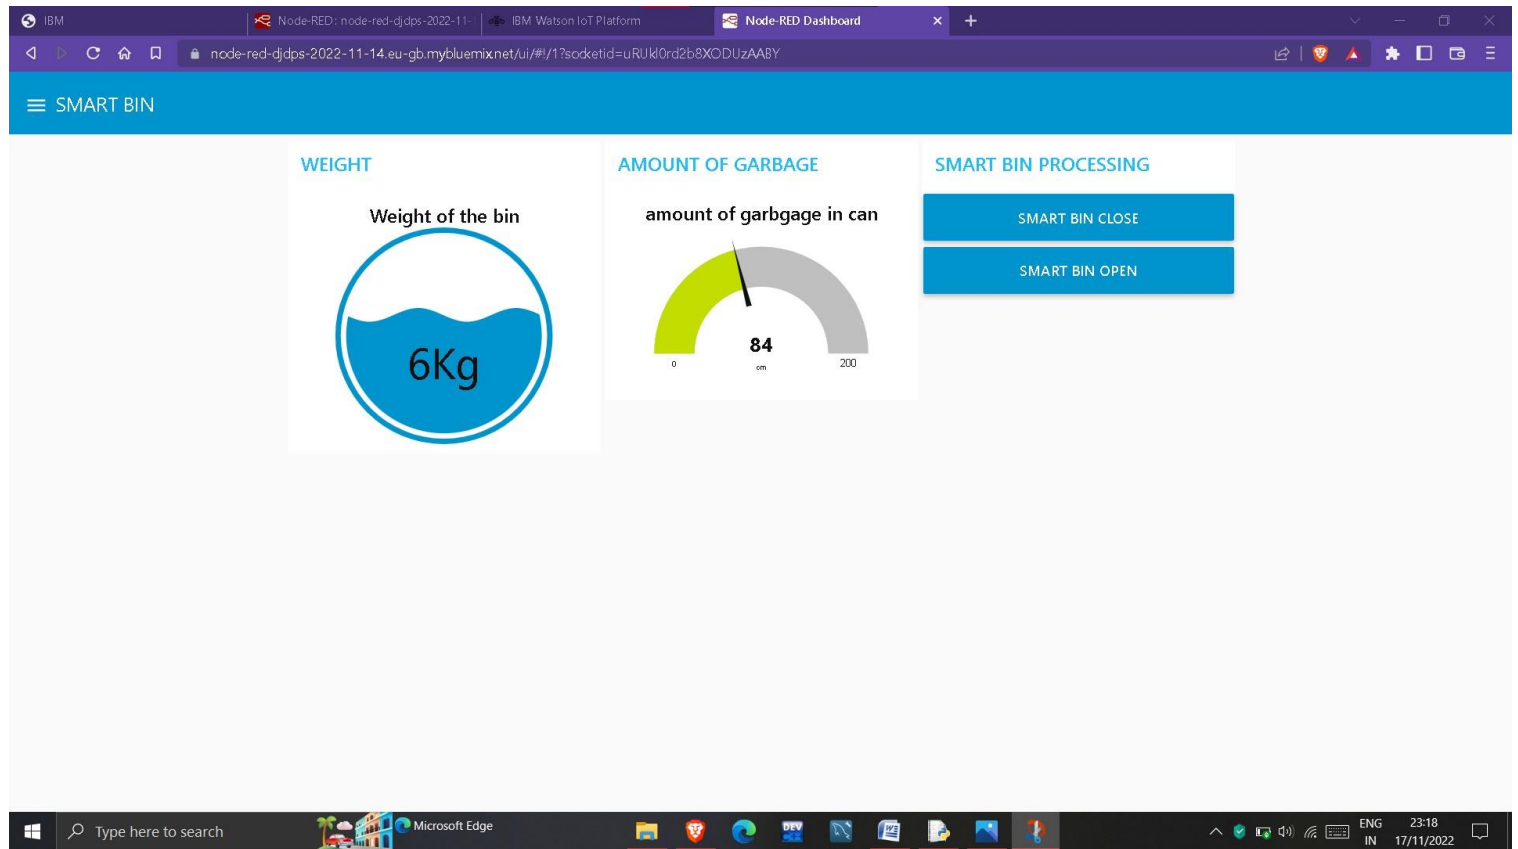 IBM
Node-RED: node-red-djdps-2022-11-
IBM Watson IoT Platform
Node-RED Dashboard
node-red-djdps-2022-11-14.eu-gb.mybluemix.net/ui/#!/1?socketid=uRUkl0rd2b8XODUzAABY
SMART BIN
WEIGHT
Weight of the bin
6Kg
AMOUNT OF GARBAGE
amount of garbgage in can
84
0
cm
200
SMART BIN PROCESSING
SMART BIN CLOSE
SMART BIN OPEN
Type here to search
Microsoft Edge
DEV
ENG
IN
23:18
17/11/2022